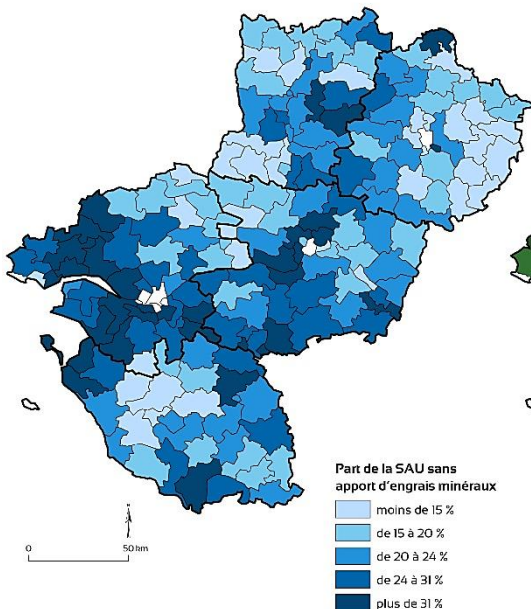 Part de la SAU sans
apport d'engrais minéraux
moins de 15 %
de 15 à 20 %
de 20 à 24 %
de 24 à 31 %
plus de 31 %
0
50 km